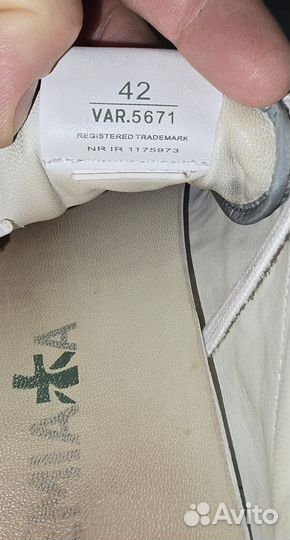 42
VAR.5671
REGISTERED TRADEMARK
NR IR 1175973
Avito